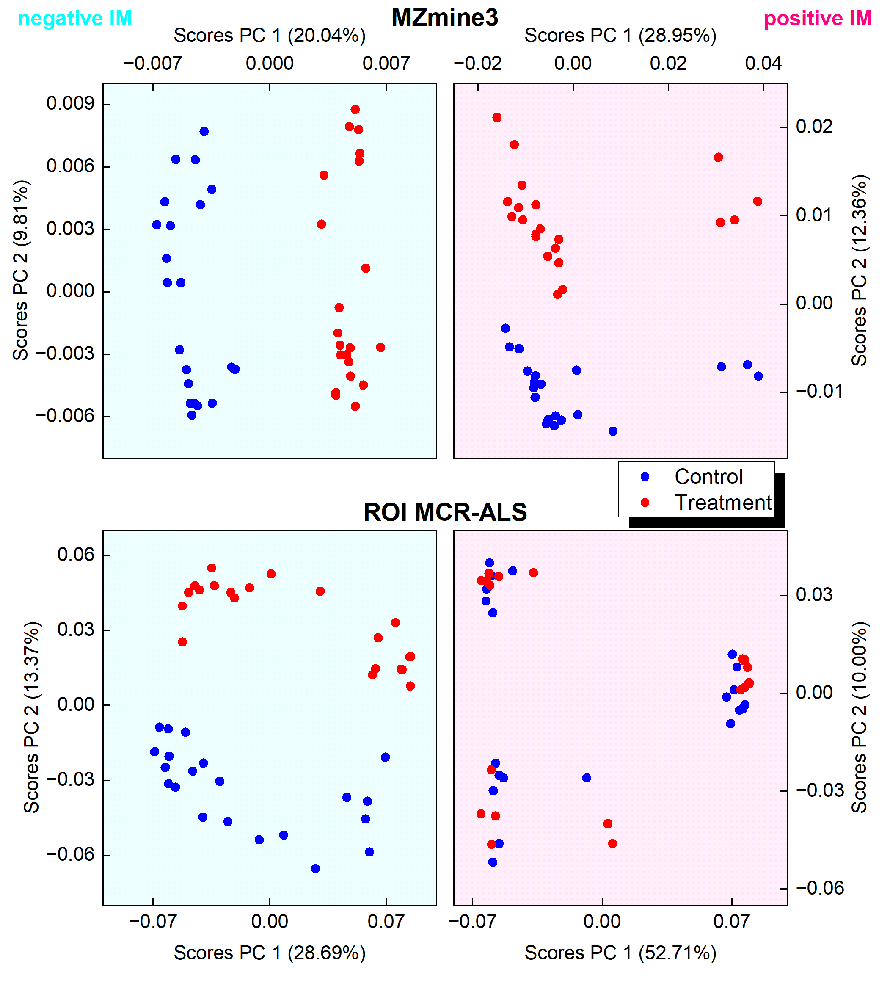 negative IM
MZmine3
positive IM
Scores PC 1 (20.04%)
Scores PC 1 (28.95%)
−0.007 0.000 0.007
−0.02 0.00 0.02 0.04
0.009
0.006
0.003
0.000
−0.003
−0.006
Scores PC 2 (9.81%)
0.02
0.01
0.00
−0.01
Scores PC 2 (12.36%)
Control
Treatment
ROI MCR-ALS
0.06
0.03
0.00
−0.03
−0.06
Scores PC 2 (13.37%)
0.03
0.00
−0.03
−0.06
Scores PC 2 (10.00%)
−0.07 0.00 0.07
−0.07 0.00 0.07
Scores PC 1 (28.69%)
Scores PC 1 (52.71%)